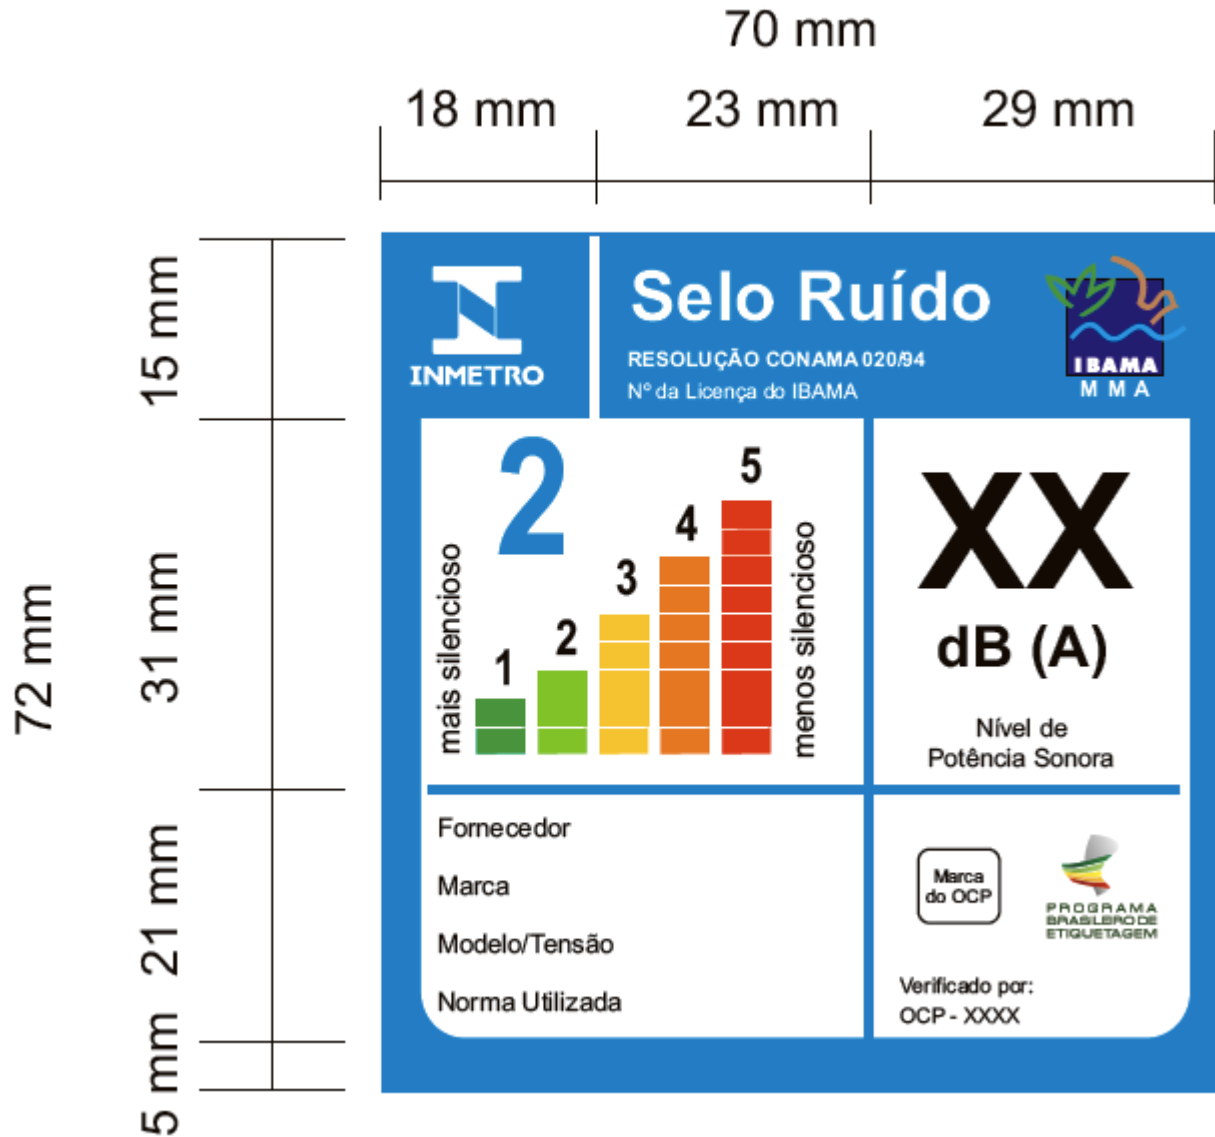 70 mm
18 mm 23 mm 29 mm
72 mm
15 mm
31 mm
21 mm
5 mm
INMETRO
Selo Ruído
RESOLUÇÃO CONAMA 020/94
Nº da Licença do IBAMA
IBAMA
MMA
2
mais silencioso
1
2
3
4
5
menos silencioso
XX
dB (A)
Nível de
Potência Sonora
Fornecedor
Marca
Modelo/Tensão
Norma Utilizada
Marca
do OCP
PROGRAMA
BRASILEIRO DE
ETIQUETAGEM
Verificado por:
OCP - XXXX